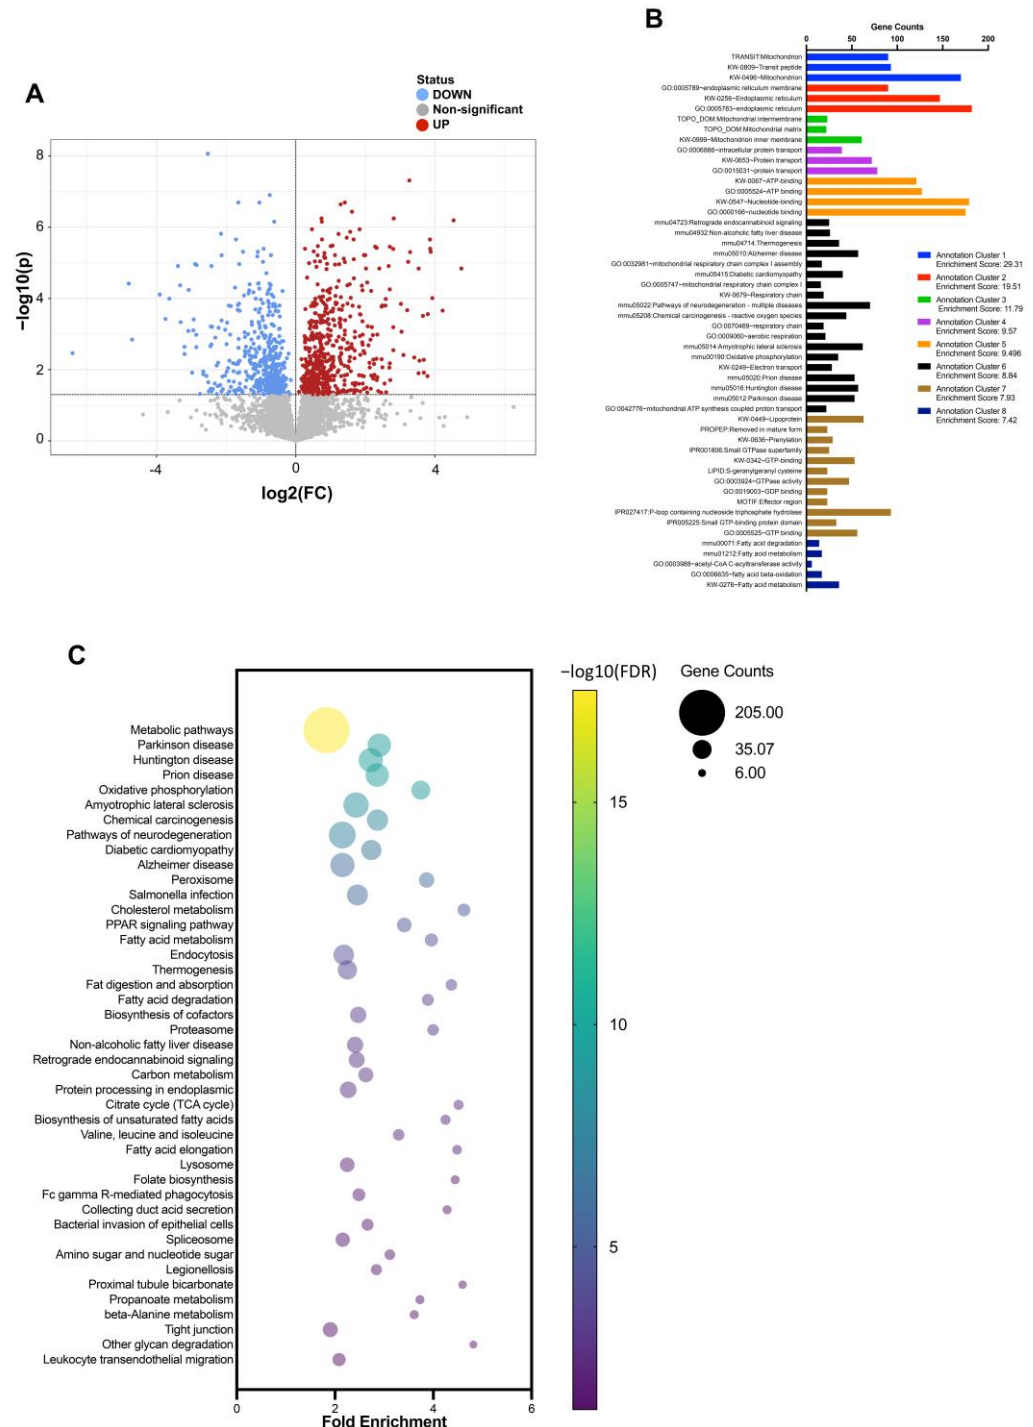 A
Status
DOWN
Non-significant
UP
8
6
4
2
0
−log10(p)
-4
0
4
log2(FC)
B
Gene Counts
0
50
100
150
200
TRANSIT:Mitochondrion
KW-0809~Transit peptide
KW-0496~Mitochondrion
GO:0005789~endoplasmic reticulum membrane
KW-0256~Endoplasmic reticulum
GO:0005783~endoplasmic reticulum
TOPO_DOM:Mitochondrial intermembrane
TOPO_DOM:Mitochondrial matrix
KW-0999~Mitochondrion inner membrane
GO:0006886~intracellular protein transport
KW-0653~Protein transport
GO:0015031~protein transport
KW-0067~ATP-binding
GO:0005524~ATP binding
KW-0547~Nucleotide-binding
GO:0000166~nucleotide binding
mmu04723:Retrograde endocannabinoid signaling
mmu04932:Non-alcoholic fatty liver disease
mmu04714:Thermogenesis
mmu05010:Alzheimer disease
GO:0032981~mitochondrial respiratory chain complex I assembly
mmu05415:Diabetic cardiomyopathy
GO:0005747~mitochondrial respiratory chain complex I
KW-0679~Respiratory chain
mmu05022:Pathways of neurodegeneration - multiple diseases
mmu05208:Chemical carcinogenesis - reactive oxygen species
GO:0070469~respiratory chain
GO:0009060~aerobic respiration
mmu05014:Amyotrophic lateral sclerosis
mmu00190:Oxidative phosphorylation
KW-0249~Electron transport
mmu05020:Prion disease
mmu05016:Huntington disease
mmu05012:Parkinson disease
GO:0042776~mitochondrial ATP synthesis coupled proton transport
KW-0449~Lipoprotein
PROPEP:Removed in mature form
KW-0636~Prenylation
IPR001806:Small GTPase superfamily
KW-0342~GTP-binding
LIPID:S-geranylgeranyl cysteine
GO:0003924~GTPase activity
GO:0019003~GDP binding
MOTIF:Effector region
IPR027417:P-loop containing nucleoside triphosphate hydrolase
IPR005225:Small GTP-binding protein domain
GO:0005525~GTP binding
mmu00071:Fatty acid degradation
mmu01212:Fatty acid metabolism
GO:0003988~acetyl-CoA C-acyltransferase activity
GO:0006635~fatty acid beta-oxidation
KW-0276~Fatty acid metabolism
Annotation Cluster 1
Enrichment Score: 29.31
Annotation Cluster 2
Enrichment Score: 19.51
Annotation Cluster 3
Enrichment Score: 11.79
Annotation Cluster 4
Enrichment Score: 9.57
Annotation Cluster 5
Enrichment Score: 9.496
Annotation Cluster 6
Enrichment Score: 8.84
Annotation Cluster 7
Enrichment Score 7.93
Annotation Cluster 8
Enrichment Score: 7.42
C
Metabolic pathways
Parkinson disease
Huntington disease
Prion disease
Oxidative phosphorylation
Amyotrophic lateral sclerosis
Chemical carcinogenesis
Pathways of neurodegeneration
Diabetic cardiomyopathy
Alzheimer disease
Peroxisome
Salmonella infection
Cholesterol metabolism
PPAR signaling pathway
Fatty acid metabolism
Endocytosis
Thermogenesis
Fat digestion and absorption
Fatty acid degradation
Biosynthesis of cofactors
Proteasome
Non-alcoholic fatty liver disease
Retrograde endocannabinoid signaling
Carbon metabolism
Protein processing in endoplasmic
Citrate cycle (TCA cycle)
Biosynthesis of unsaturated fatty acids
Valine, leucine and isoleucine
Fatty acid elongation
Lysosome
Folate biosynthesis
Fc gamma R-mediated phagocytosis
Collecting duct acid secretion
Bacterial invasion of epithelial cells
Spliceosome
Amino sugar and nucleotide sugar
Legionellosis
Proximal tubule bicarbonate
Propanoate metabolism
beta-Alanine metabolism
Tight junction
Other glycan degradation
Leukocyte transendothelial migration
0
2
4
6
Fold Enrichment
−log10(FDR)
15
10
5
Gene Counts
205.00
35.07
6.00